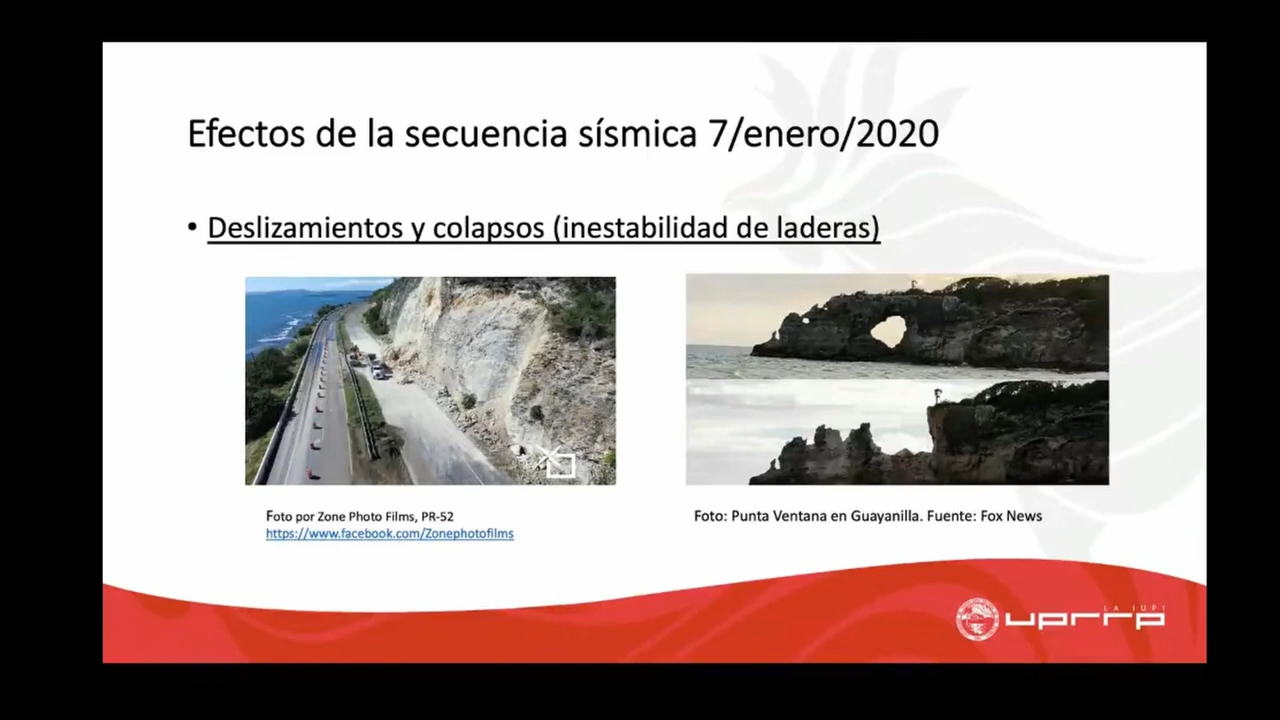 Efectos de la secuencia sísmica 7/enero/2020
• Deslizamientos y colapsos (inestabilidad de laderas)
Foto por Zone Photo Films, PR-52
https://www.facebook.com/Zonephotofilms
Foto: Punta Ventana en Guayanilla. Fuente: Fox News
LA IUPI
uprrp